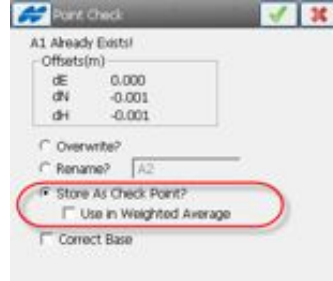 Point Check
A1 Already Exists!
Offsets(m)
dE 0.000
dN -0.001
dH -0.001
Overwrite?
Rename? A2
Store As Check Point?
Use in Weighted Average
Correct Base